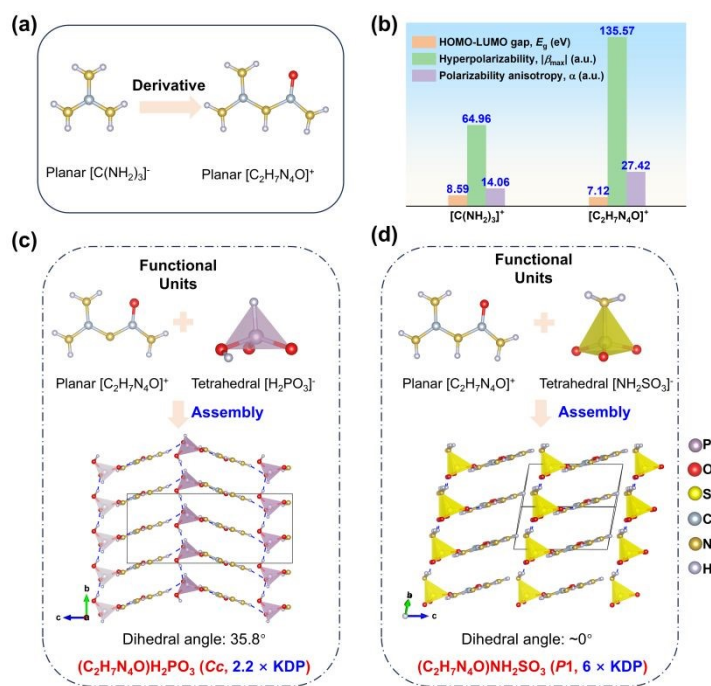 (a)
Derivative
Planar [C(NH₂)₃]⁻
Planar [C₂H₇N₄O]⁺
(b)
HOMO-LUMO gap, E_g (eV)
Hyperpolarizability, |β_max| (a.u.)
Polarizability anisotropy, α (a.u.)
135.57
64.96
8.59
14.06
7.12
27.42
[C(NH₂)₃]⁺
[C₂H₇N₄O]⁺
(c)
Functional
Units
Planar [C₂H₇N₄O]⁺
Tetrahedral [H₂PO₃]⁻
Assembly
b
c
a
Dihedral angle: 35.8°
(C₂H₇N₄O)H₂PO₃ (Cc, 2.2 × KDP)
(d)
Functional
Units
Planar [C₂H₇N₄O]⁺
Tetrahedral [NH₂SO₃]⁻
Assembly
b
c
Dihedral angle: ~0°
(C₂H₇N₄O)NH₂SO₃ (P1, 6 × KDP)
P
O
S
C
N
H